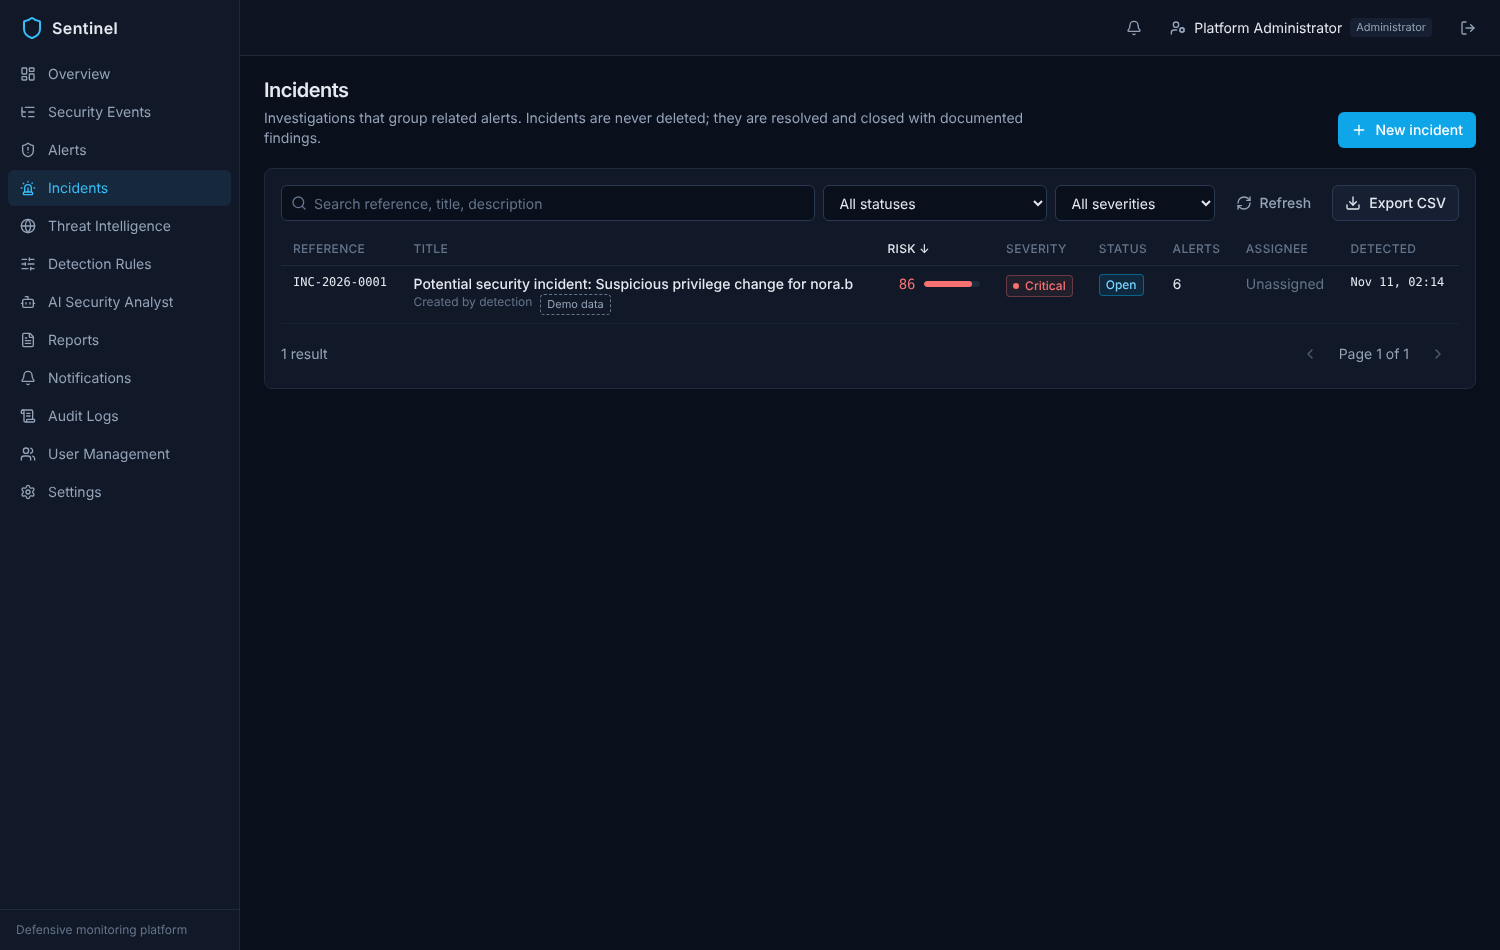 Sentinel
Platform Administrator
Administrator
Overview
Security Events
Alerts
Incidents
Threat Intelligence
Detection Rules
AI Security Analyst
Reports
Notifications
Audit Logs
User Management
Settings
Defensive monitoring platform
Incidents
Investigations that group related alerts. Incidents are never deleted; they are resolved and closed with documented
findings.
New incident
Search reference, title, description
All statuses
All severities
Refresh
Export CSV
REFERENCE TITLE RISK ↓ SEVERITY STATUS ALERTS ASSIGNEE DETECTED
INC-2026-0001 Potential security incident: Suspicious privilege change for nora.b 86 Critical Open 6 Unassigned Nov 11, 02:14
Created by detection Demo data
1 result
Page 1 of 1